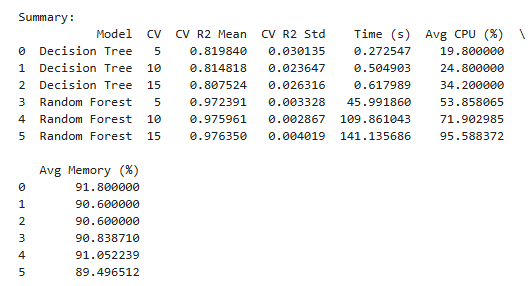 Summary:
Model CV CV R2 Mean CV R2 Std Time (s) Avg CPU (%) \
0 Decision Tree 5 0.819840 0.030135 0.272547 19.800000
1 Decision Tree 10 0.814818 0.023647 0.504903 24.800000
2 Decision Tree 15 0.807524 0.026316 0.617989 34.200000
3 Random Forest 5 0.972391 0.003328 45.991860 53.858065
4 Random Forest 10 0.975961 0.002867 109.861043 71.902985
5 Random Forest 15 0.976350 0.004019 141.135686 95.588372
Avg Memory (%)
0 91.800000
1 90.600000
2 90.600000
3 90.838710
4 91.052239
5 89.496512